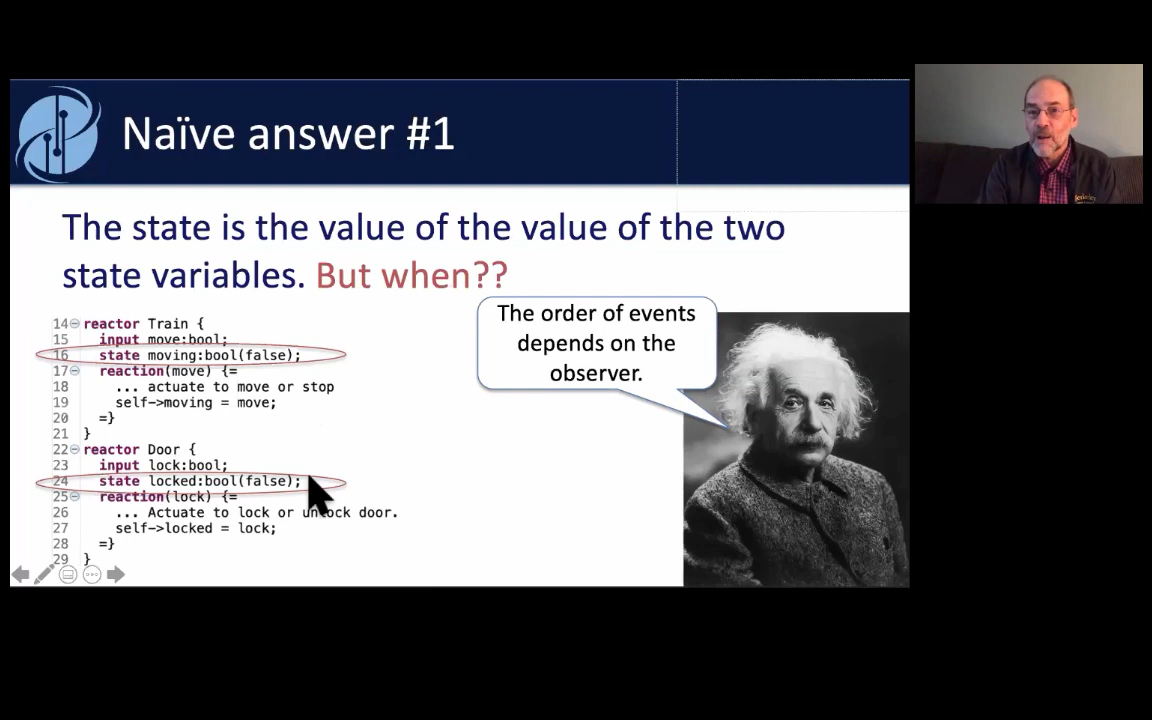 Naïve answer #1
The state is the value of the value of the two
state variables. But when??
The order of events
depends on the
observer.
14 reactor Train {
15 input move:bool;
16 state moving:bool(false);
17 reaction(move) {=
18 ... actuate to move or stop
19 self->moving = move;
20 =}
21 }
22 reactor Door {
23 input lock:bool;
24 state locked:bool(false);
25 reaction(lock) {=
26 ... Actuate to lock or unlock door.
27 self->locked = lock;
28 =}
29 }